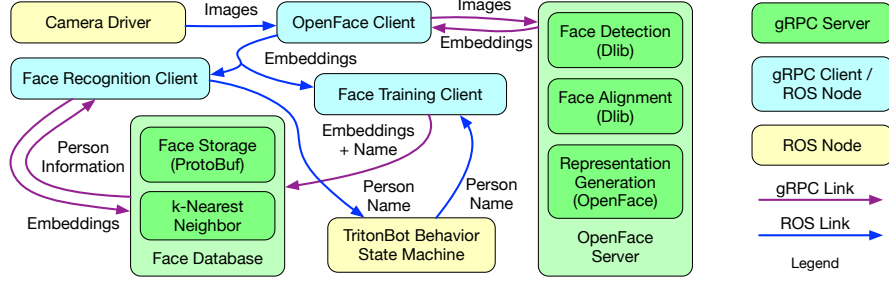 Camera Driver
Images
OpenFace Client
Images
Embeddings
Embeddings
Face Recognition Client
Face Training Client
Person
Information
Embeddings
Face Storage
(ProtoBuf)
k-Nearest
Neighbor
Face Database
Embeddings
+ Name
Person
Name
Person
Name
TritonBot Behavior
State Machine
Face Detection
(Dlib)
Face Alignment
(Dlib)
Representation
Generation
(OpenFace)
OpenFace
Server
gRPC Server
gRPC Client /
ROS Node
ROS Node
gRPC Link
ROS Link
Legend